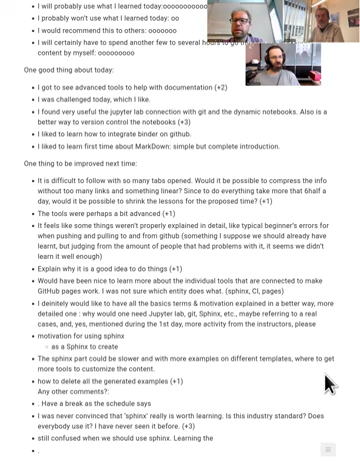 I will probably use what I learned today:ooooooooooo
I probably won't use what I learned today: oo
I would recommend this to others: ooooooo
I will certainly have to spend another few to several hours to
content by myself: oooooooo
One good thing about today:
I got to see advanced tools to help with documentation (+2)
I was challenged today, which I like.
I found very useful the jupyter lab connection with git and the dynamic notebooks. Also is a
better way to version control the notebooks (+3)
I liked to learn how to integrate binder on github.
I liked to learn first time about MarkDown: simple but complete introduction.
One thing to be improved next time:
It is difficult to follow with so many tabs opened. Would it be possible to compress the info
without too many links and something linear? Since to do everything take more that 6half a
day, would it be possible to shrink the lessons for the proposed time? (+1)
The tools were perhaps a bit advanced (+1)
It feels like some things weren't properly explained in detail, like typical beginner's errors for
when pushing and pulling to and from github (something I suppose we should already have
learnt, but judging from the amount of people that had problems with it, it seems we didn't
learn it well enough)
Explain why it is a good idea to do things (+1)
Would have been nice to learn more about the individual tools that are connected to make
GitHub pages work. I was not sure which entity does what. (sphinx, CI, pages)
I deinitely would like to have all the basics terms & motivation explained in a better way, more
detailed one : why would one need Jupyter lab, git, Sphinx, etc., maybe referring to a real
cases, and, yes, mentioned during the 1st day, more activity from the instructors, please
motivation for using sphinx
as a Sphinx to create
The sphinx part could be slower and with more examples on different templates, where to get
more tools to customize the content.
how to delete all the generated examples (+1)
Any other comments?:
. Have a break as the schedule says
I was never convinced that 'sphinx' really is worth learning. Is this industry standard? Does
everybody use it? I have never seen it before. (+3)
still confused when we should use sphinx. Learning the
.